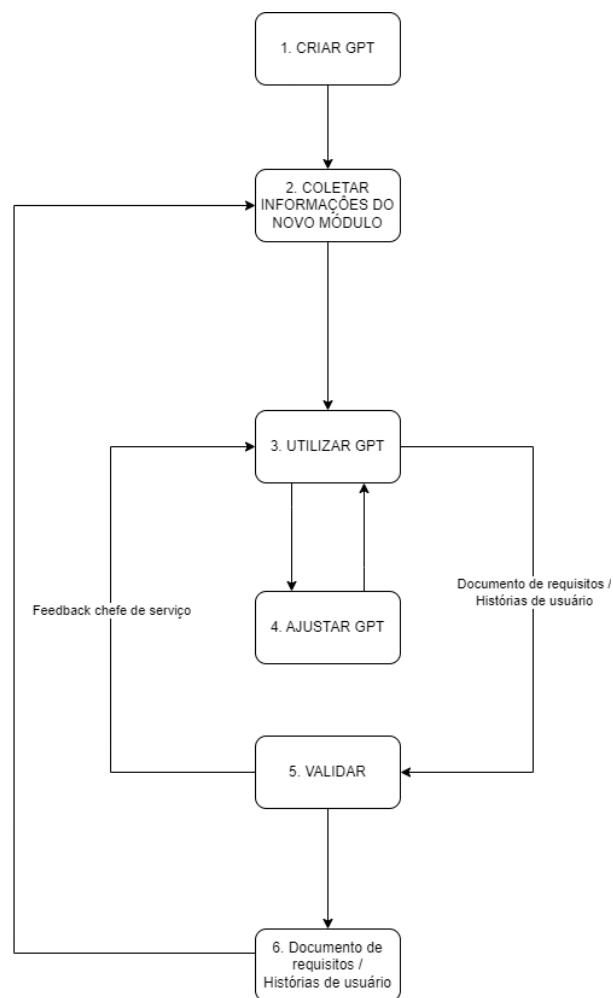 1. CRIAR GPT
2. COLETAR
INFORMAÇÕES DO
NOVO MÓDULO
3. UTILIZAR GPT
Documento de requisitos /
Histórias de usuário
Feedback chefe de serviço
4. AJUSTAR GPT
5. VALIDAR
6. Documento de
requisitos /
Histórias de usuário